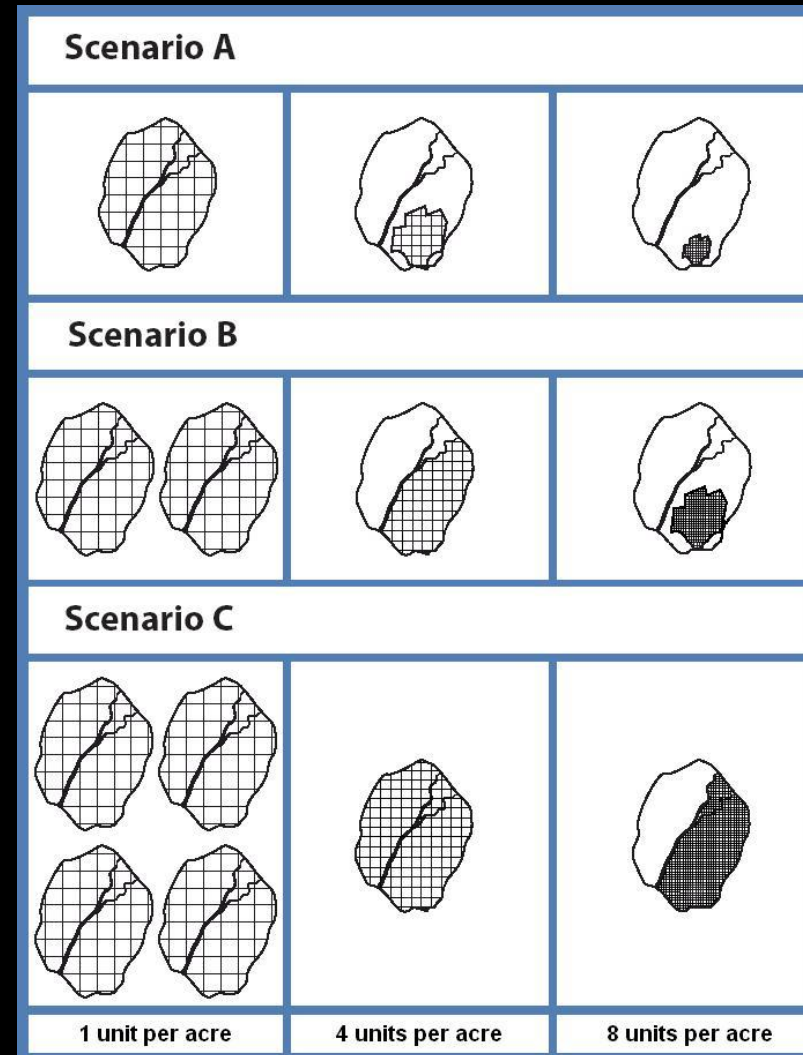 Scenario A
Scenario B
Scenario C
1 unit per acre
4 units per acre
8 units per acre